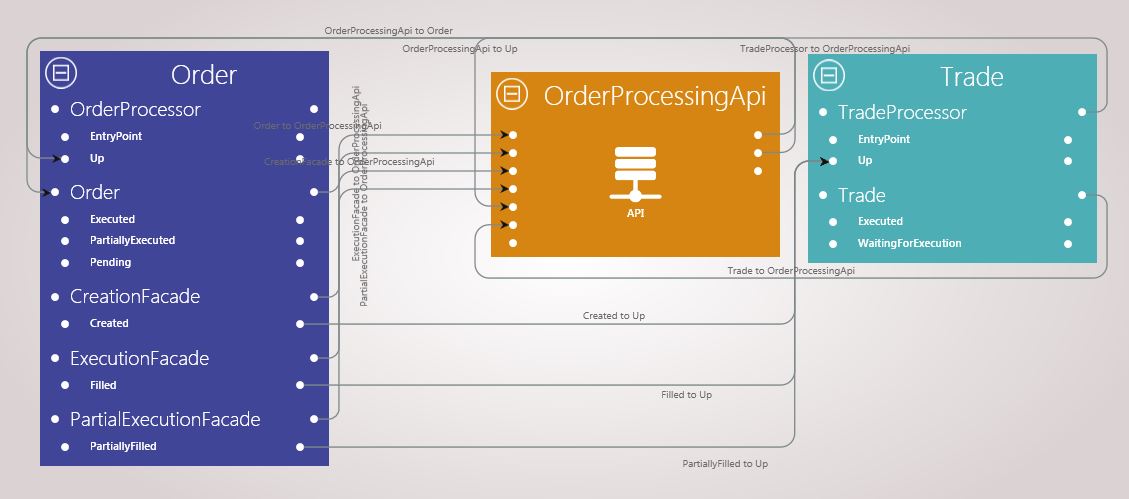 OrderProcessingApi to Order
OrderProcessingApi to Up
TradeProcessor to OrderProcessingApi
Order
OrderProcessor
EntryPoint
Up
Order
Executed
PartiallyExecuted
Pending
CreationFacade
Created
ExecutionFacade
Filled
PartialExecutionFacade
PartiallyFilled
Order to OrderProcessingApi
CreationFacade to OrderProcessingApi
ExecutionFacade to OrderProcessingApi
PartialExecutionFacade to OrderProcessingApi
OrderProcessingApi
API
Trade
TradeProcessor
EntryPoint
Up
Trade
Executed
WaitingForExecution
Trade to OrderProcessingApi
Created to Up
Filled to Up
PartiallyFilled to Up